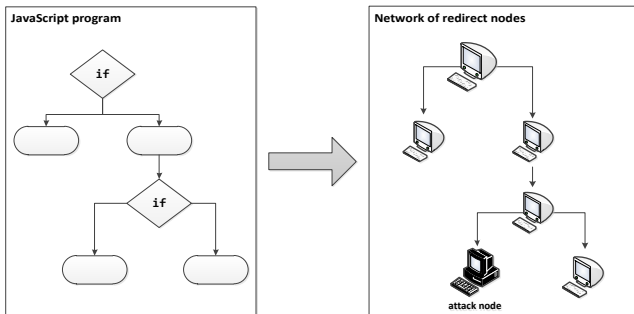 JavaScript program
if
if
Network of redirect nodes
attack node